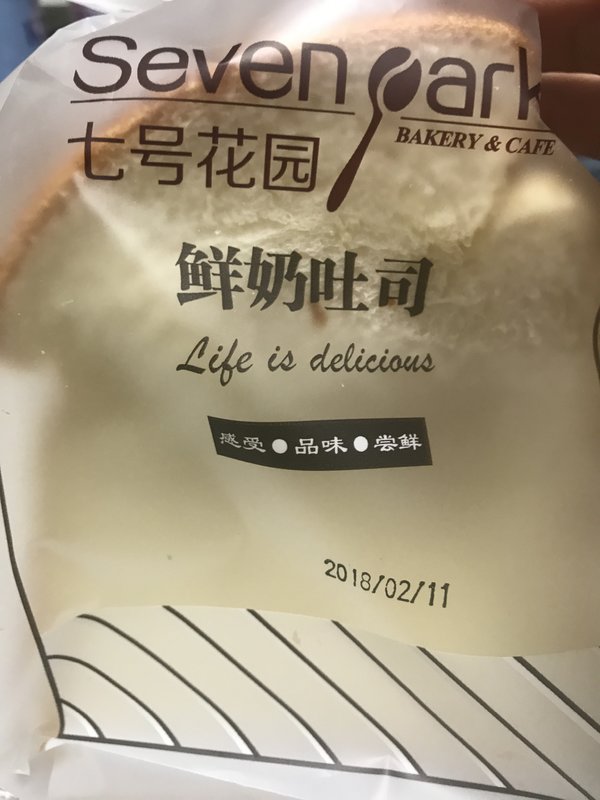 Seven park
BAKERY & CAFE
七号花园
鲜奶吐司
Life is delicious
感受●品味●尝鲜
2018/02/11